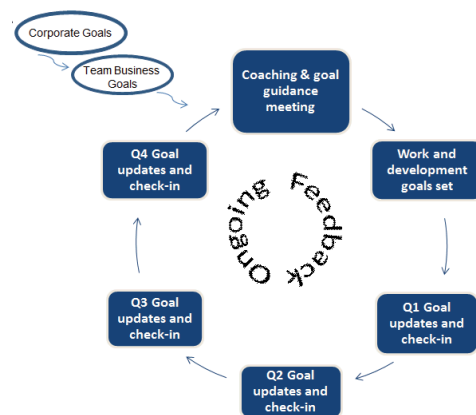 Corporate Goals
Team Business
Goals
Coaching & goal
guidance
meeting
Work and
development
goals set
Q1 Goal
updates and
check-in
Q2 Goal
updates and
check-in
Q3 Goal
updates and
check-in
Q4 Goal
updates and
check-in
Ongoing Feedback